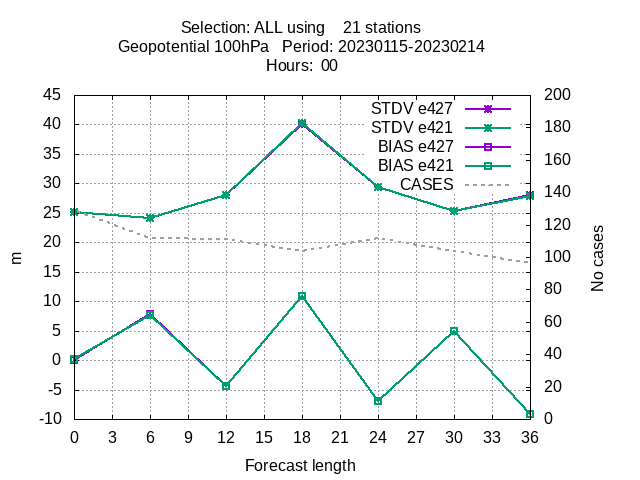 Selection: ALL using    21 stations
Geopotential 100hPa   Period: 20230115-20230214
Hours:  00
STDV e427
STDV e421
BIAS e427
BIAS e421
CASES
45
40
35
30
25
20
15
10
5
0
-5
-10
m
200
180
160
140
120
100
80
60
40
20
0
No cases
0 3 6 9 12 15 18 21 24 27 30 33 36
Forecast length